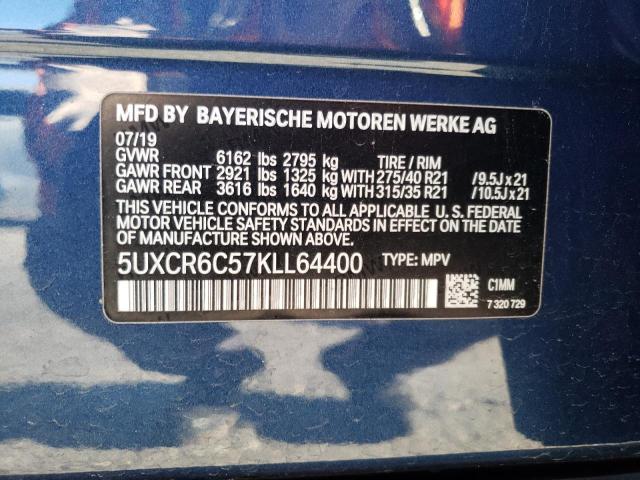 MFD BY BAYERISCHE MOTOREN WERKE AG
07/19
GVWR 6162 lbs 2795 kg TIRE / RIM
GAWR FRONT 2921 lbs 1325 kg WITH 275/40 R21 /9.5Jx21
GAWR REAR 3616 lbs 1640 kg WITH 315/35 R21 /10.5Jx21
THIS VEHICLE CONFORMS TO ALL APPLICABLE U. S. FEDERAL
MOTOR VEHICLE SAFETY STANDARDS IN EFFECT ON THE DATE
OF MANUFACTURE SHOWN ABOVE.
5UXCR6C57KLL64400 TYPE: MPV
C1MM
7 320 729